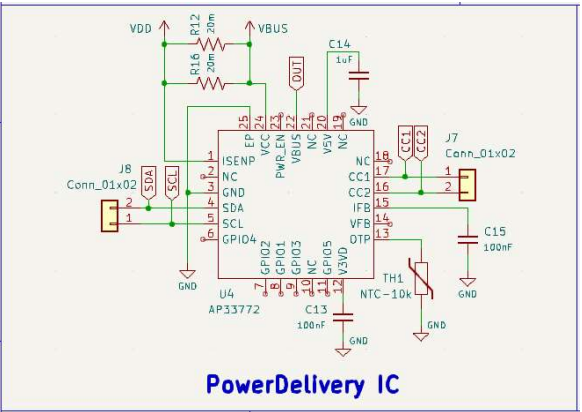 VDD
R12
20m
VBUS
R16
20m
OUT
C14
1uF
GND
25
24
23
22
21
20
19
EP
VCC
PWR_EN
VBUS
NC
V5V
NC
1
ISENP
2
NC
3
GND
4
SDA
5
SCL
6
GPIO4
NC
18
CC1
17
CC2
16
IFB
15
VFB
14
OTP
13
GPIO2
GPIO1
GPIO3
NC
GPIO5
V3VD
7
8
9
10
11
12
J8
Conn_01x02
2
1
SDA
SCL
CC1
CC2
J7
Conn_01x02
1
2
C15
100nF
GND
GND
U4
AP33772
C13
100nF
GND
TH1
NTC-10k
GND
PowerDelivery IC